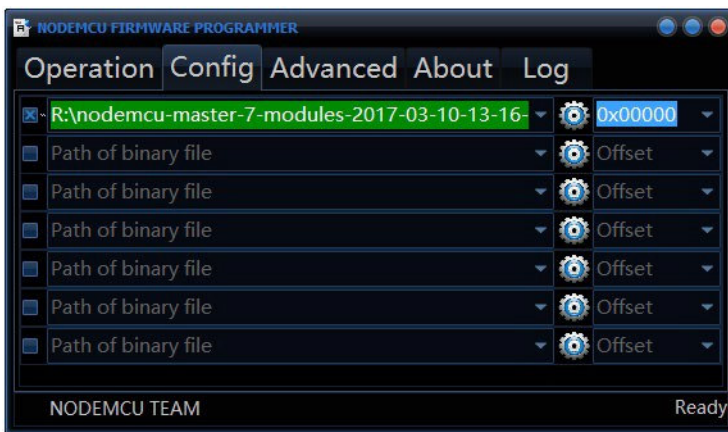 NODEMCU FIRMWARE PROGRAMMER
Operation Config Advanced About Log
R:\nodemcu-master-7-modules-2017-03-10-13-16- 0x00000
Path of binary file Offset
Path of binary file Offset
Path of binary file Offset
Path of binary file Offset
Path of binary file Offset
Path of binary file Offset
NODEMCU TEAM Ready